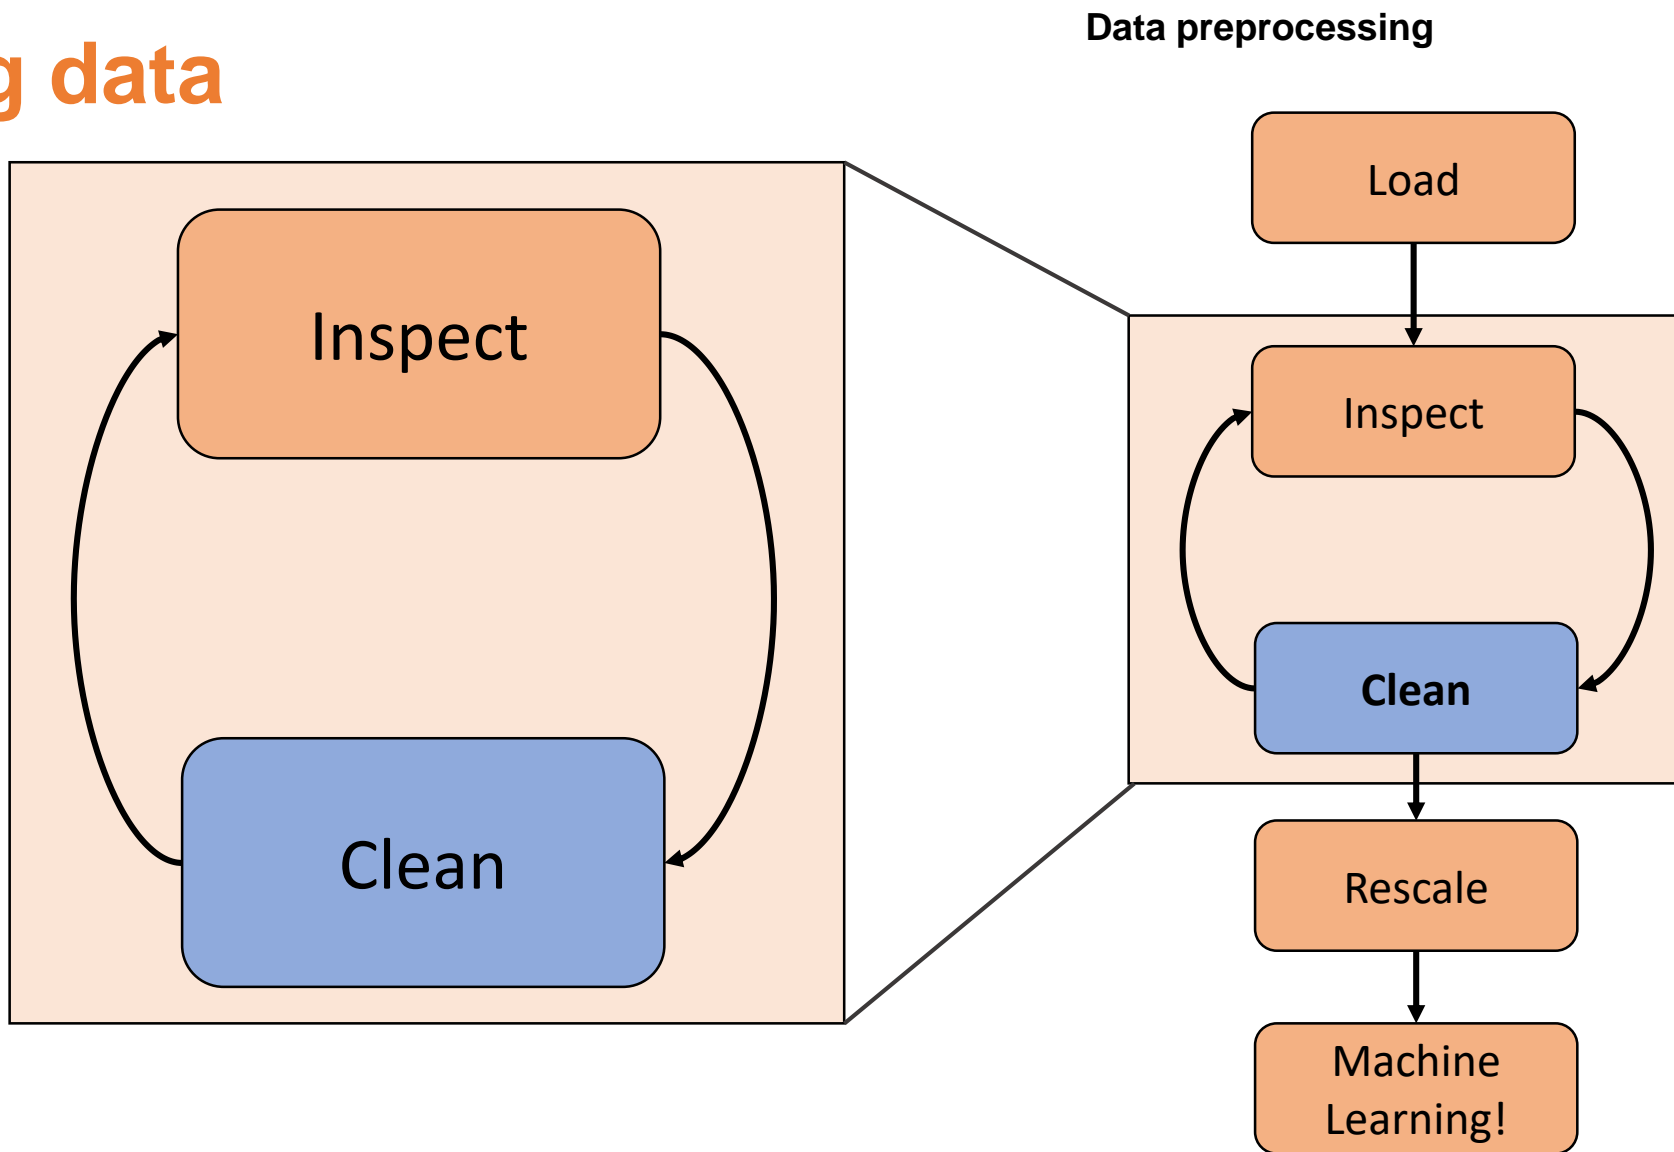 g data
Data preprocessing
Inspect
Clean
Load
Inspect
Clean
Rescale
Machine
Learning!